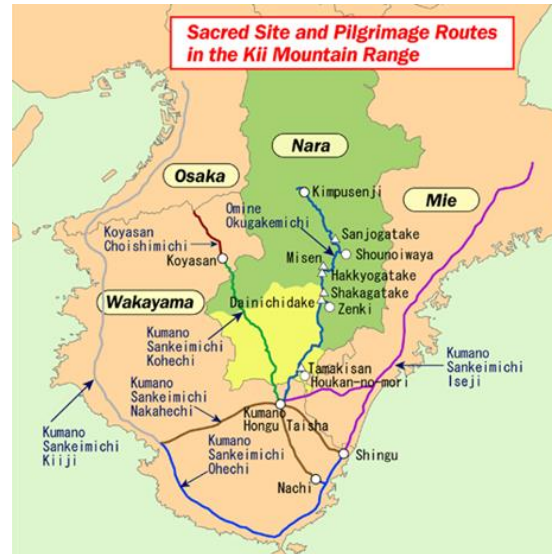 Sacred Site and Pilgrimage Routes
in the Kii Mountain Range
Nara
Osaka
Mie
Kimpusenji
Omine
Okugakemichi
Koyasan
Choishimichi
Koyasan
Sanjogatake
Shounoiwaya
Misen
Hakkyogatake
Shakagatake
Dainichidake
Zenki
Wakayama
Kumano
Sankeimichi
Kohechi
Tamakisan
Houkan-no-mori
Kumano
Sankeimichi
Iseji
Kumano
Sankeimichi
Nakahechi
Kumano
Hongu Taisha
Kumano
Sankeimichi
Kiiji
Kumano
Sankeimichi
Ohechi
Shingu
Nachi